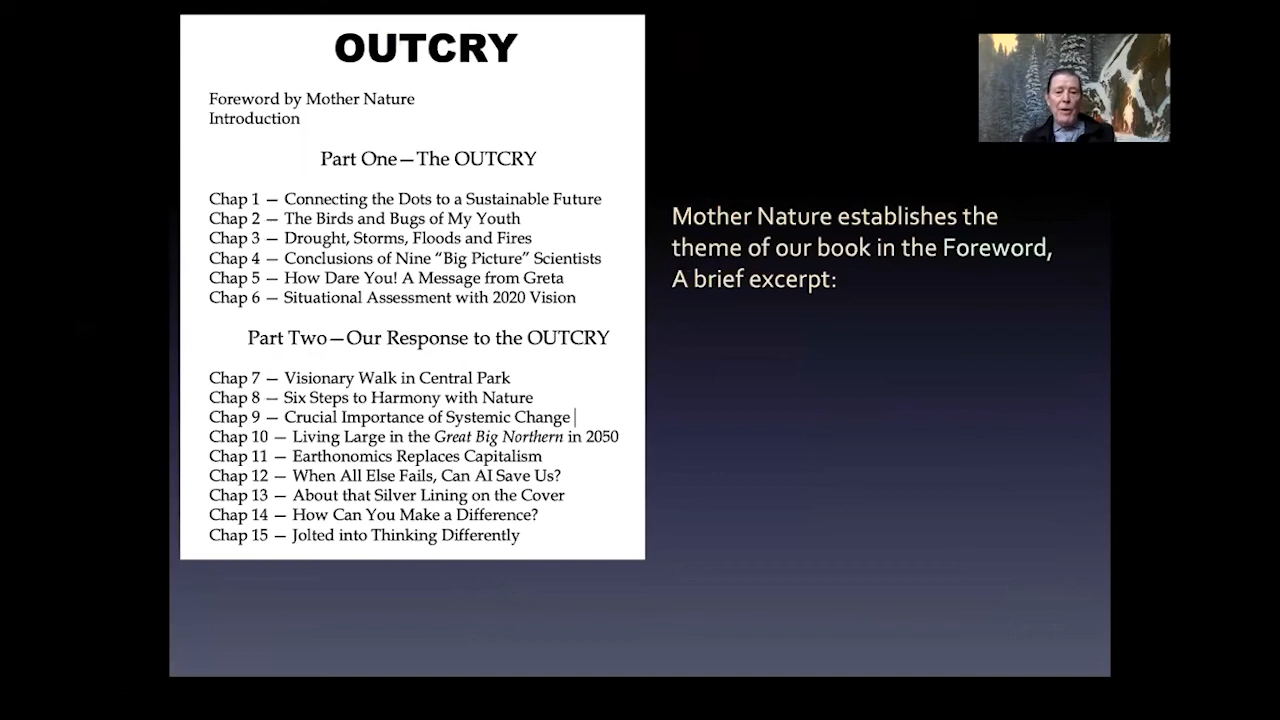 OUTCRY
Foreword by Mother Nature
Introduction
Part One—The OUTCRY
Chap 1 — Connecting the Dots to a Sustainable Future
Chap 2 — The Birds and Bugs of My Youth
Chap 3 — Drought, Storms, Floods and Fires
Chap 4 — Conclusions of Nine “Big Picture” Scientists
Chap 5 — How Dare You! A Message from Greta
Chap 6 — Situational Assessment with 2020 Vision
Part Two—Our Response to the OUTCRY
Chap 7 — Visionary Walk in Central Park
Chap 8 — Six Steps to Harmony with Nature
Chap 9 — Crucial Importance of Systemic Change
Chap 10 — Living Large in the Great Big Northern in 2050
Chap 11 — Earthonomics Replaces Capitalism
Chap 12 — When All Else Fails, Can AI Save Us?
Chap 13 — About that Silver Lining on the Cover
Chap 14 — How Can You Make a Difference?
Chap 15 — Jolted into Thinking Differently
Mother Nature establishes the
theme of our book in the Foreword,
A brief excerpt: